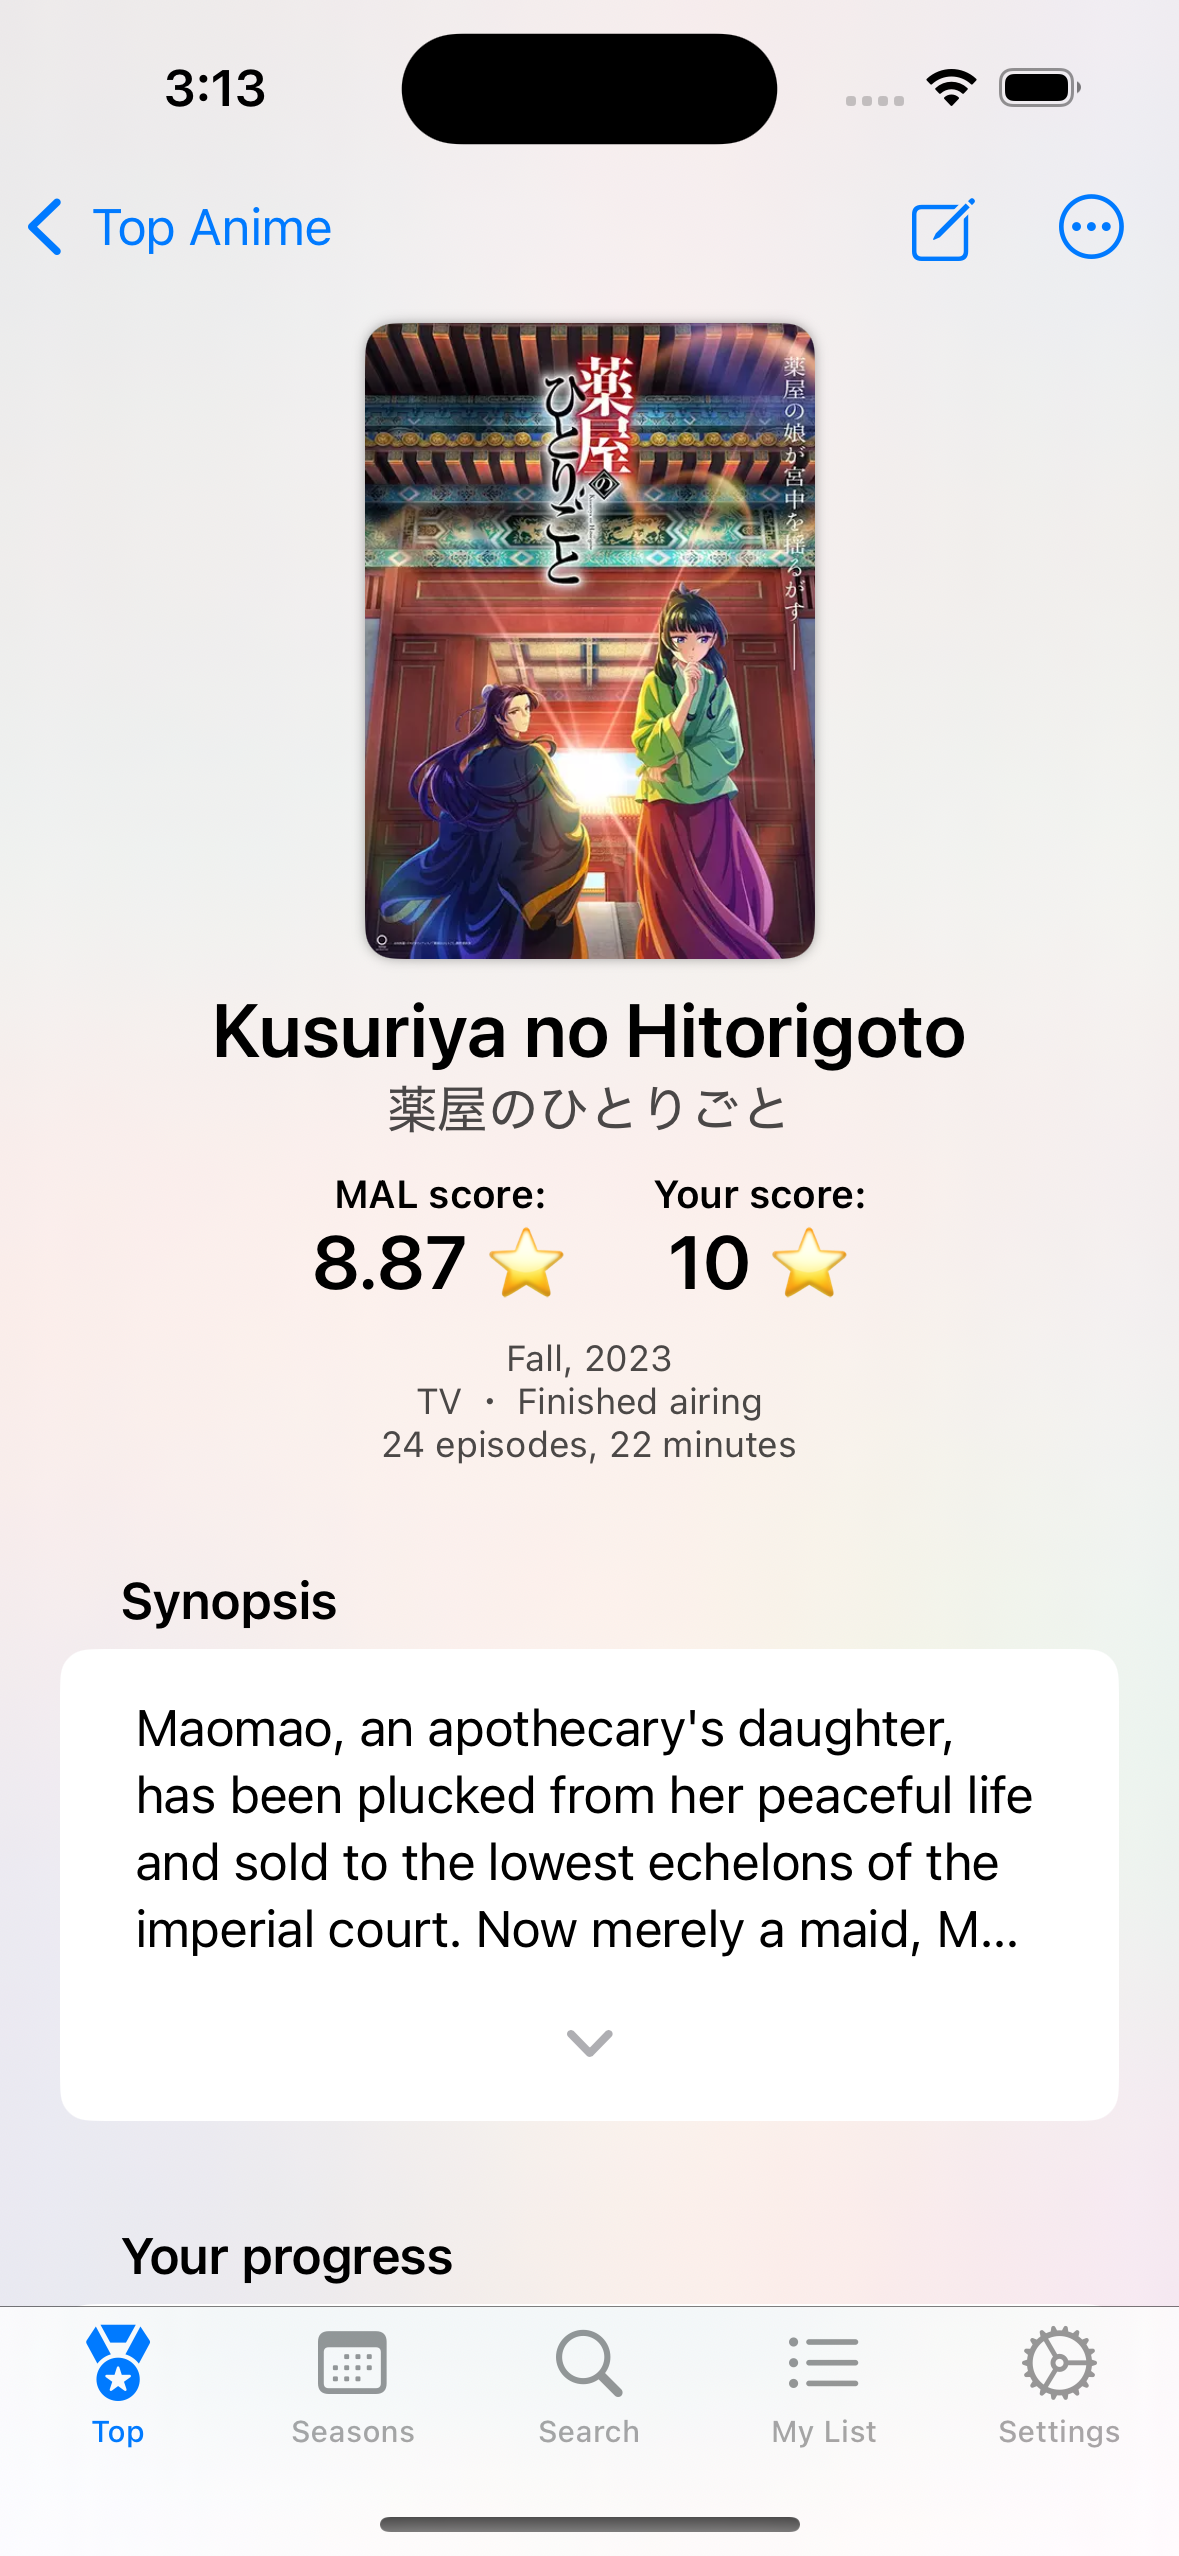 3:13
Top Anime
薬屋の
ひとりごと
薬屋の娘が宮中を揺るがす——
Kusuriya no Hitorigoto
薬屋のひとりごと
MAL score:
8.87
Your score:
10
Fall, 2023
TV • Finished airing
24 episodes, 22 minutes
Synopsis
Maomao, an apothecary's daughter,
has been plucked from her peaceful life
and sold to the lowest echelons of the
imperial court. Now merely a maid, M...
Your progress
Top
Seasons
Search
My List
Settings